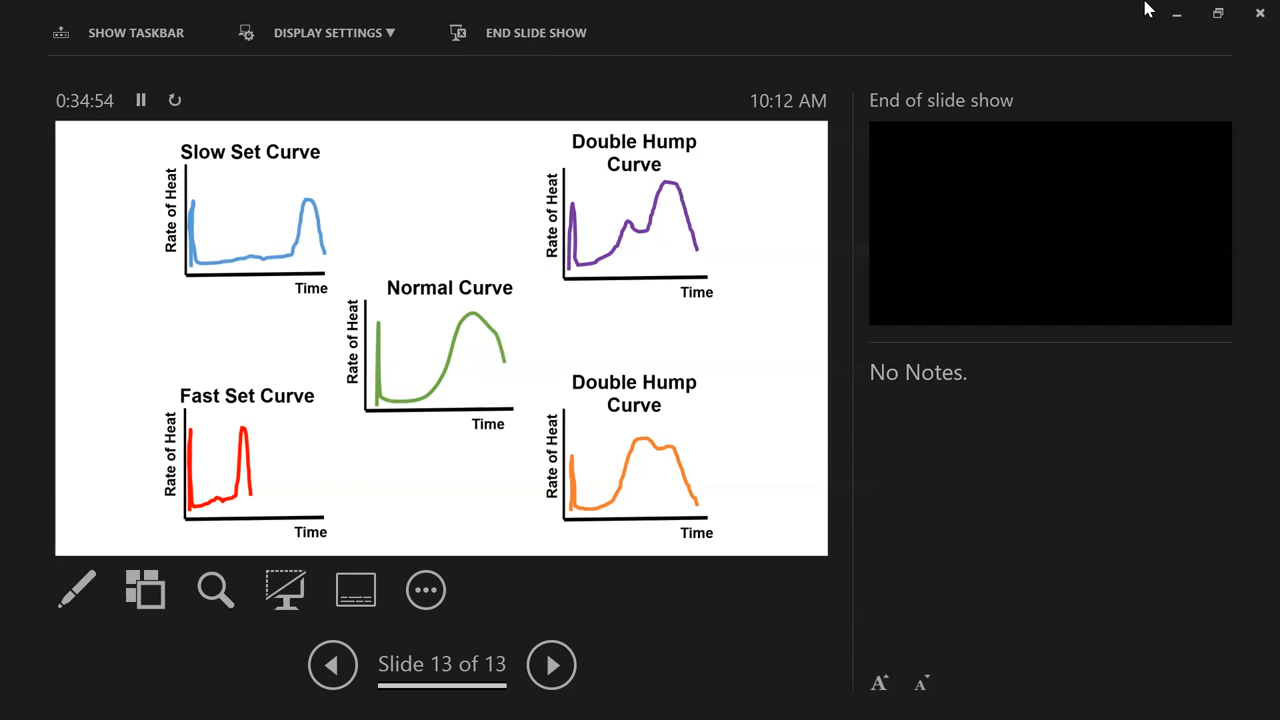 SHOW TASKBAR
DISPLAY SETTINGS ▼
END SLIDE SHOW
0:34:54
10:12 AM
End of slide show
Slow Set Curve
Rate of Heat
Time
Double Hump
Curve
Rate of Heat
Time
Normal Curve
Rate of Heat
Time
Fast Set Curve
Rate of Heat
Time
Double Hump
Curve
Rate of Heat
Time
No Notes.
Slide 13 of 13
A A